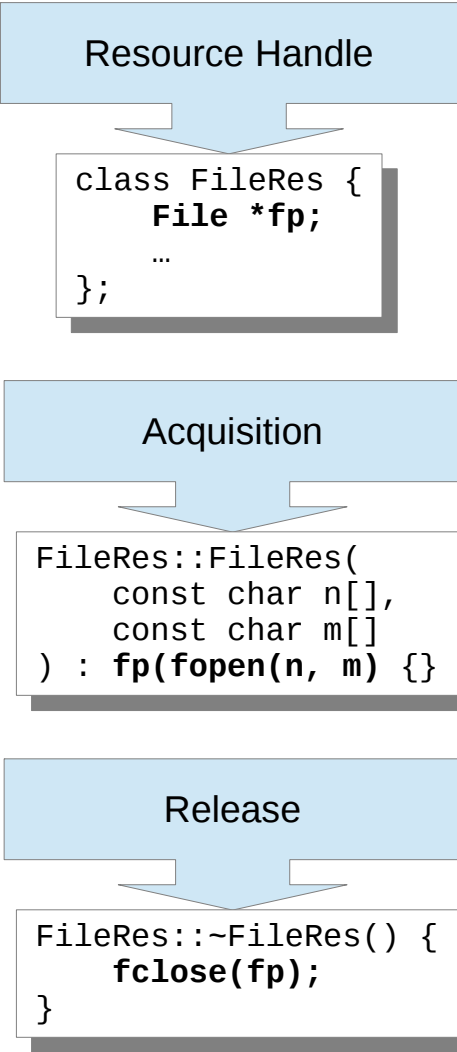 Resource Handle
class FileRes {
    File *fp;
    …
};
Acquisition
FileRes::FileRes(
    const char n[],
    const char m[]
) : fp(fopen(n, m) {}
Release
FileRes::~FileRes() {
    fclose(fp);
}